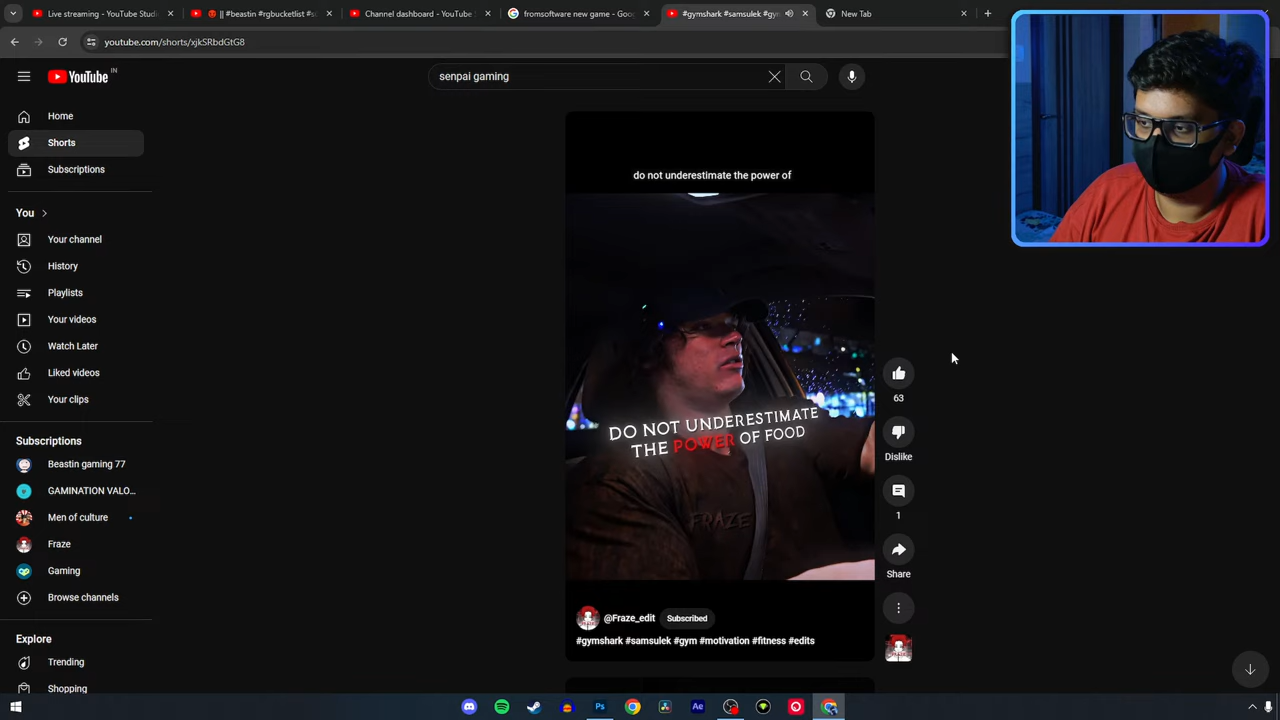 Live streaming - YouTube Studi
|| #beastin #rgbucketlist #s
Channel dashboard - YouTube
fromsoftware new game - Goo
#gymshark #samsulek #gy
New Tab
youtube.com/shorts/xjkSRbdGtG8
YouTube IN
senpai gaming
Home
Shorts
Subscriptions
You
Your channel
History
Playlists
Your videos
Watch Later
Liked videos
Your clips
Subscriptions
Beastin gaming 77
GAMINATION VALO...
Men of culture
Fraze
Gaming
Browse channels
Explore
Trending
Shopping
do not underestimate the power of
DO NOT UNDERESTIMATE
THE POWER OF FOOD
FRAZE
@Fraze_edit Subscribed
#gymshark #samsulek #gym #motivation #fitness #edits
63
Dislike
1
Share
Ps
Ae